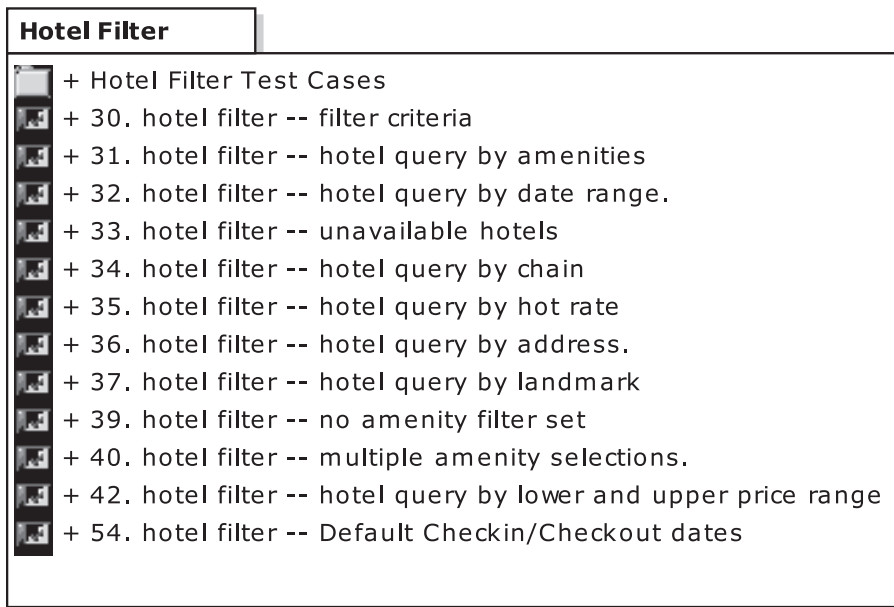 Hotel Filter
+ Hotel Filter Test Cases
+ 30. hotel filter -- filter criteria
+ 31. hotel filter -- hotel query by amenities
+ 32. hotel filter -- hotel query by date range.
+ 33. hotel filter -- unavailable hotels
+ 34. hotel filter -- hotel query by chain
+ 35. hotel filter -- hotel query by hot rate
+ 36. hotel filter -- hotel query by address.
+ 37. hotel filter -- hotel query by landmark
+ 39. hotel filter -- no amenity filter set
+ 40. hotel filter -- multiple amenity selections.
+ 42. hotel filter -- hotel query by lower and upper price range
+ 54. hotel filter -- Default Checkin/Checkout dates